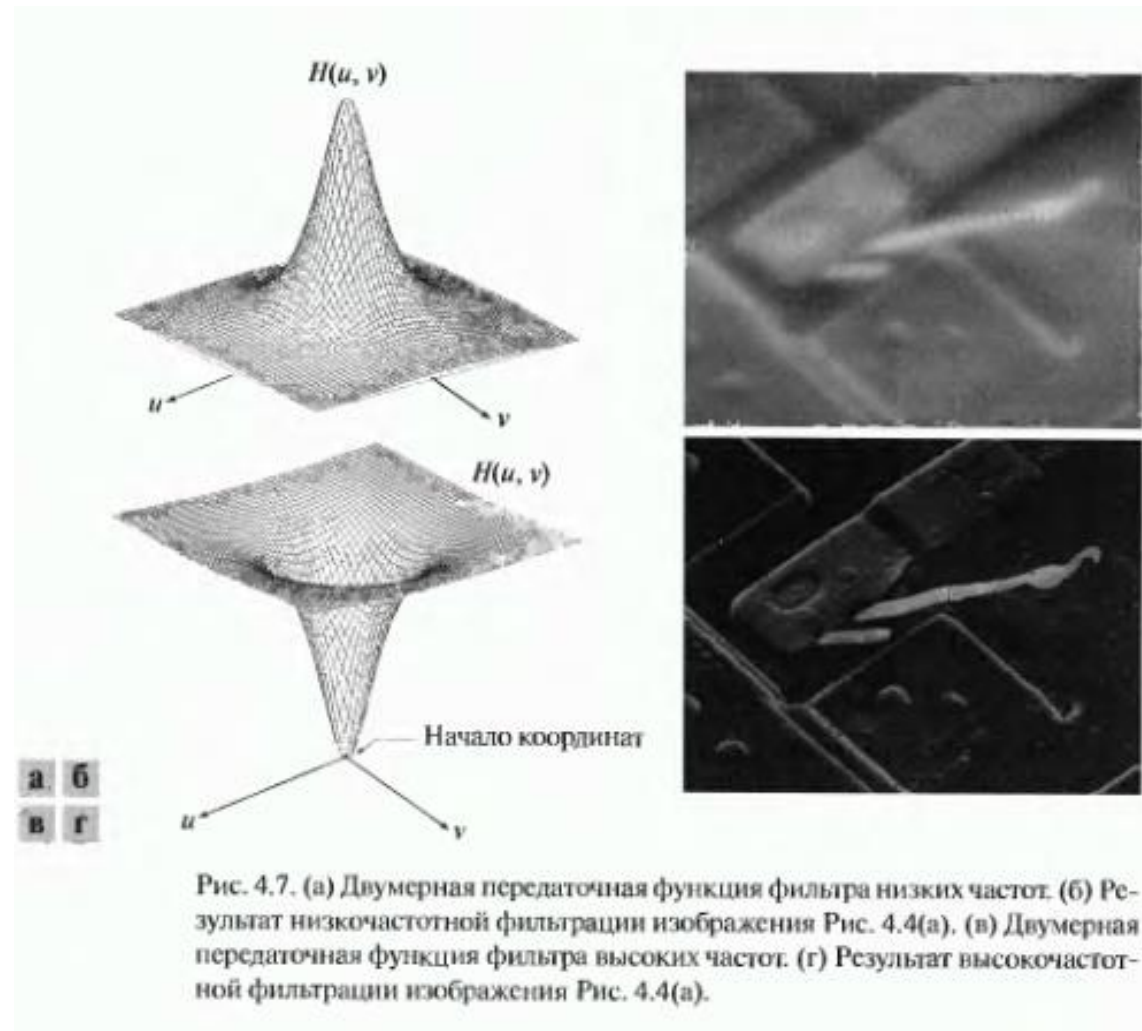 H(u, v)
u
v
H(u, v)
Начало координат
а б
в г
u
v
Рис. 4.7. (а) Двумерная передаточная функция фильтра низких частот. (б) Ре-
зультат низкочастотной фильтрации изображения Рис. 4.4(а). (в) Двумерная
передаточная функция фильтра высоких частот. (г) Результат высокочастот-
ной фильтрации изображения Рис. 4.4(а).